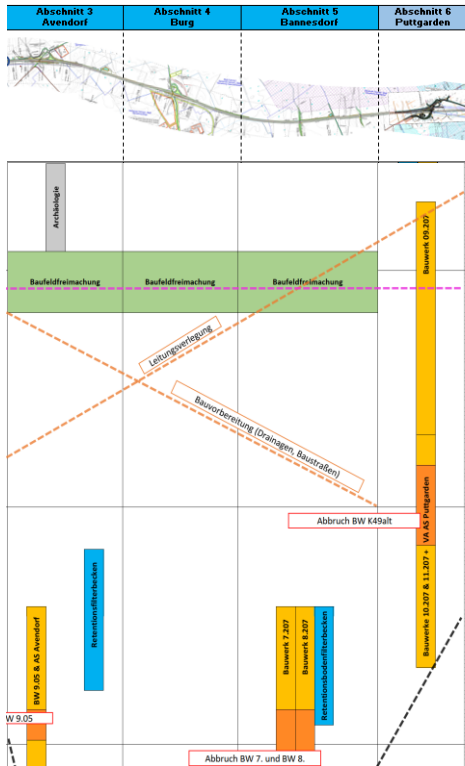 Abschnitt 3
Avendorf
Abschnitt 4
Burg
Abschnitt 5
Bannesdorf
Abschnitt 6
Puttgarden
Archäologie
Bauwerk 09.207
Baufeldfreimachung
Baufeldfreimachung
Baufeldfreimachung
Leitungsverlegung
Bauvorbereitung (Drainagen, Baustraßen)
VA AS Puttgarden
Abbruch BW K49alt
Bauwerke 10.207 & 11.207 +
Retentionsfilterbecken
BW 9.05 & AS Avendorf
Bauwerk 7.207
Bauwerk 8.207
Retentionsbodenfilterbecken
W 9.05
Abbruch BW 7. und BW 8.